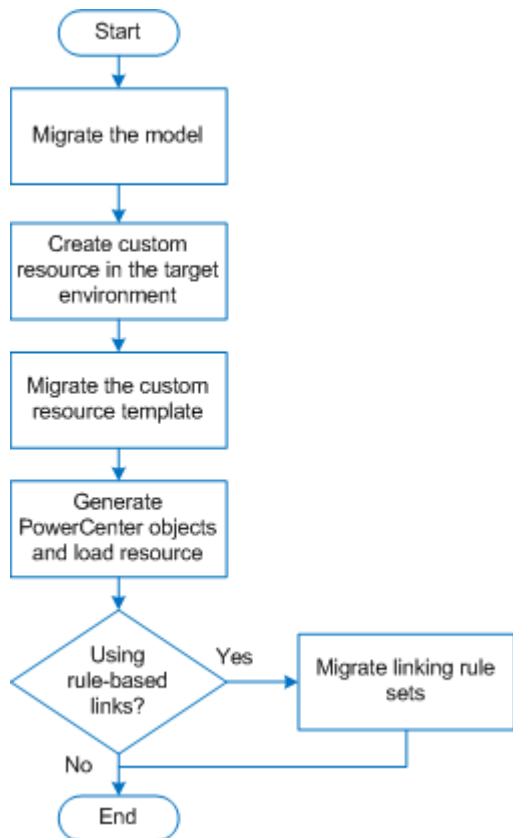 Start
Migrate the model
Create custom
resource in the target
environment
Migrate the custom
resource template
Generate
PowerCenter objects
and load resource
Using
rule-based
links?
Yes
Migrate linking rule
sets
No
End